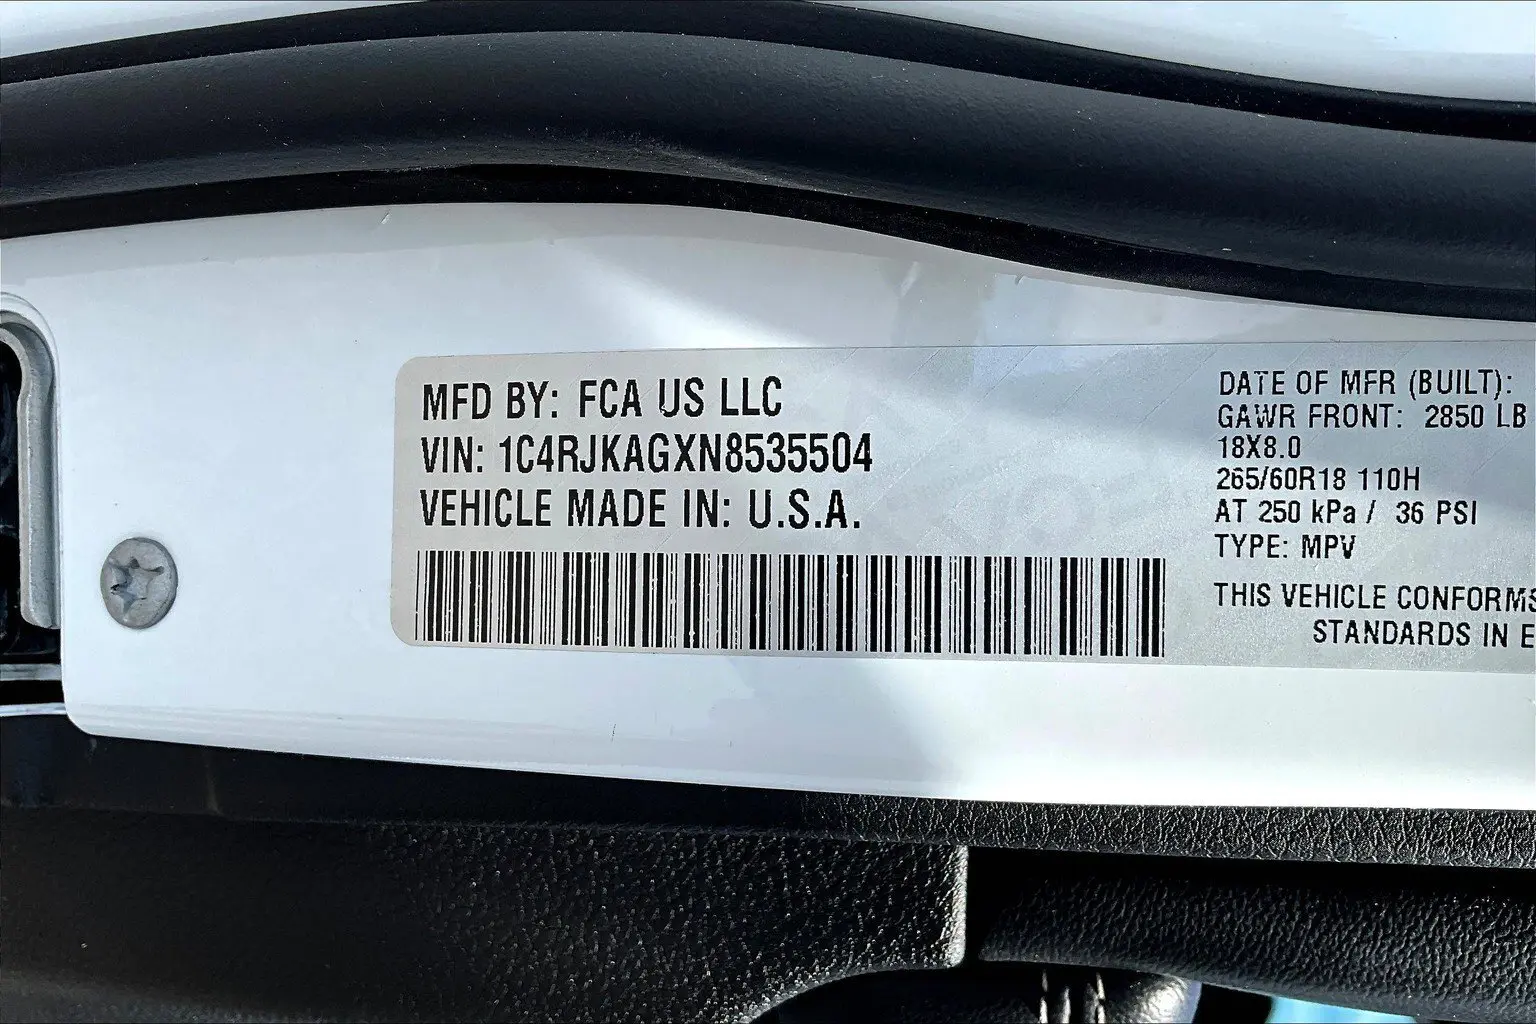 MFD BY: FCA US LLC
VIN: 1C4RJKAGXN8535504
VEHICLE MADE IN: U.S.A.
DATE OF MFR (BUILT):
GAWR FRONT: 2850 LB
18X8.0
265/60R18 110H
AT 250 kPa / 36 PSI
TYPE: MPV
THIS VEHICLE CONFORMS
STANDARDS IN E